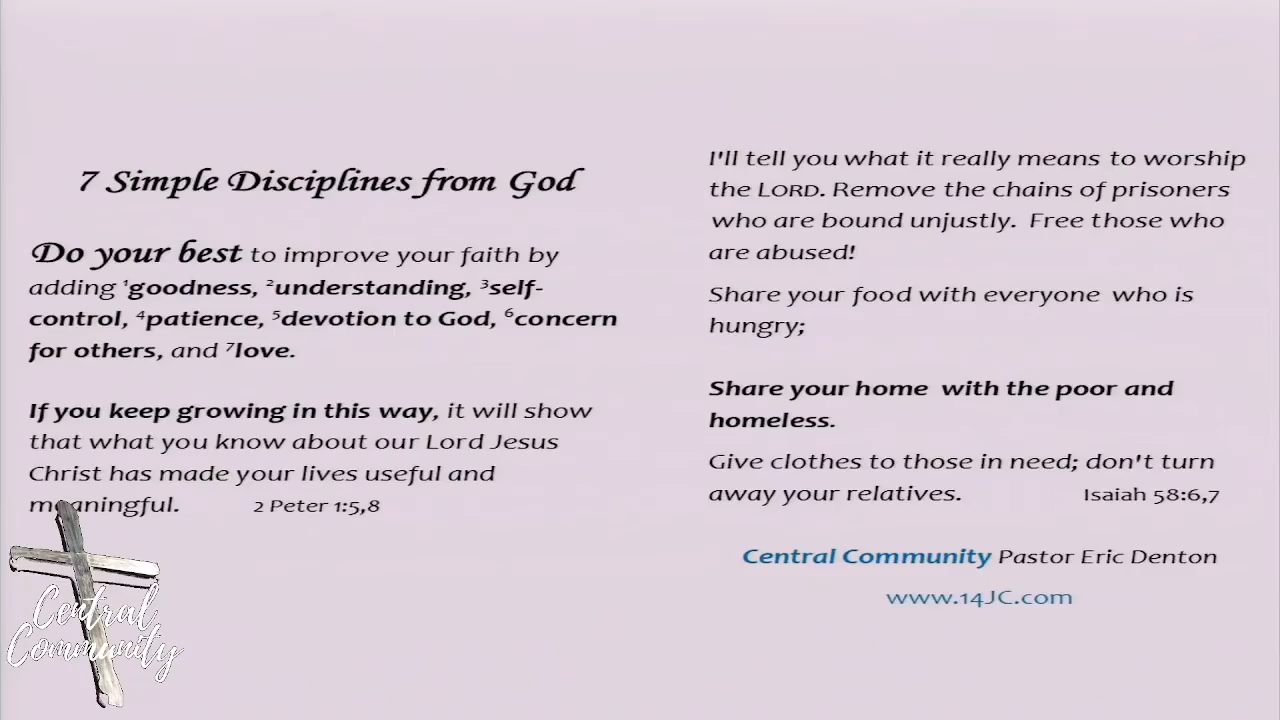 7 Simple Disciplines from God
Do your best to improve your faith by
adding ¹goodness, ²understanding, ³self-
control, ⁴patience, ⁵devotion to God, ⁶concern
for others, and ⁷love.
If you keep growing in this way, it will show
that what you know about our Lord Jesus
Christ has made your lives useful and
meaningful. 2 Peter 1:5,8
I'll tell you what it really means to worship
the LORD. Remove the chains of prisoners
who are bound unjustly. Free those who
are abused!
Share your food with everyone who is
hungry;
Share your home with the poor and
homeless.
Give clothes to those in need; don't turn
away your relatives. Isaiah 58:6,7
Central Community Pastor Eric Denton
www.14JC.com
Central
Community